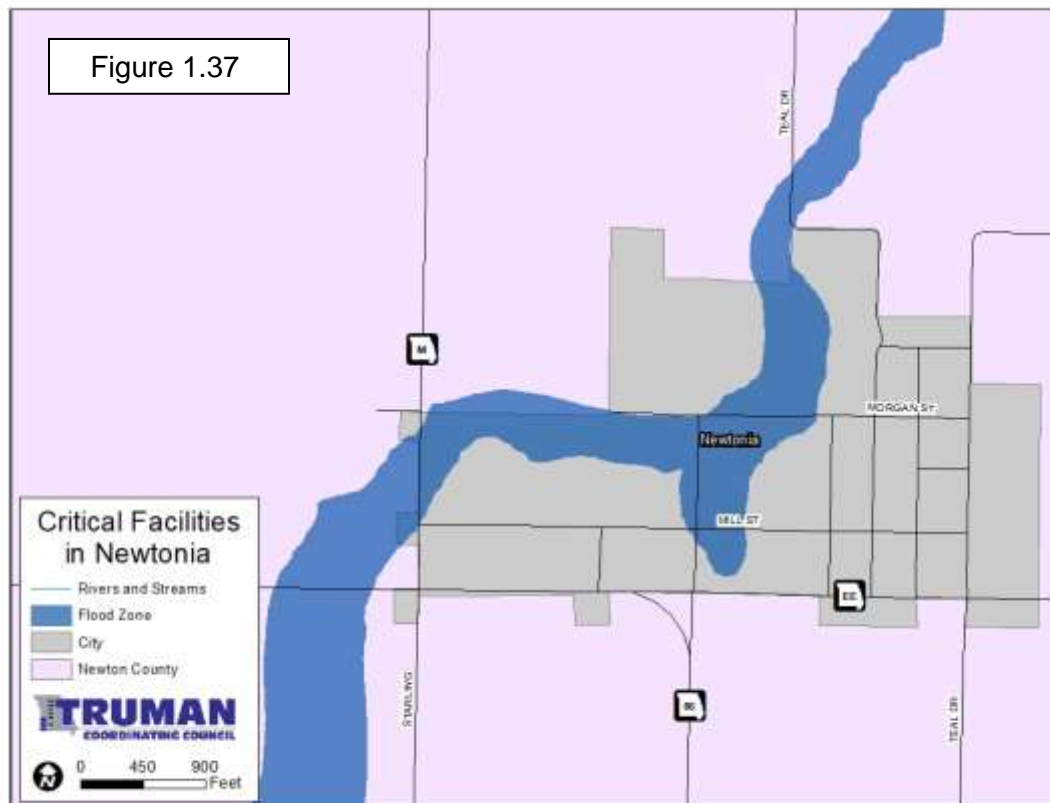 Figure 1.37
TEAL DR
M
MORGAN ST
Newtonia
MILL ST
EE
86
STARLING
TEAL DR
Critical Facilities
in Newtonia
Rivers and Streams
Flood Zone
City
Newton County
TRUMAN
COORDINATING COUNCIL
N
0 450 900
Feet